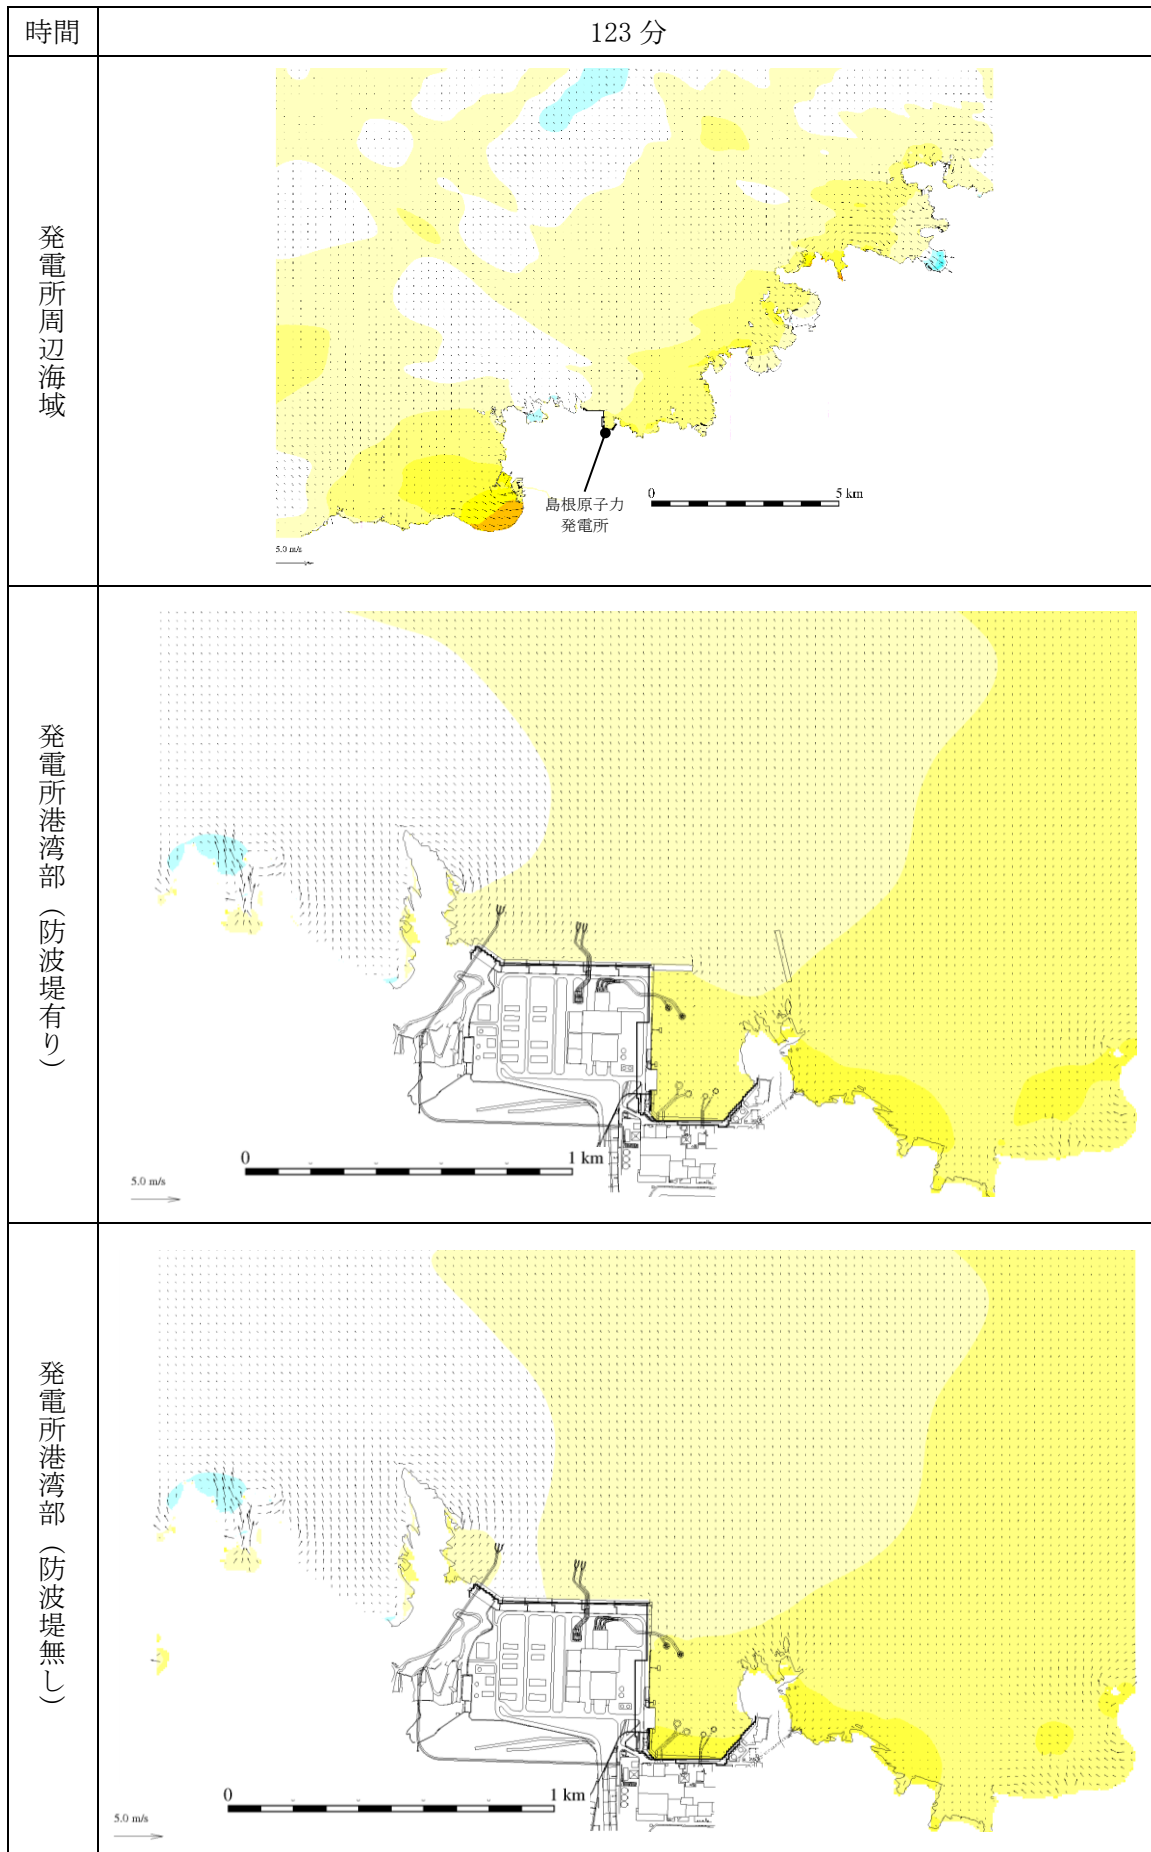 時間
123 分
発電所周辺海域
島根原子力
発電所
0
5 km
5.0 m/s
発電所港湾部（防波堤有り）
0
1 km
5.0 m/s
発電所港湾部（防波堤無し）
0
1 km
5.0 m/s